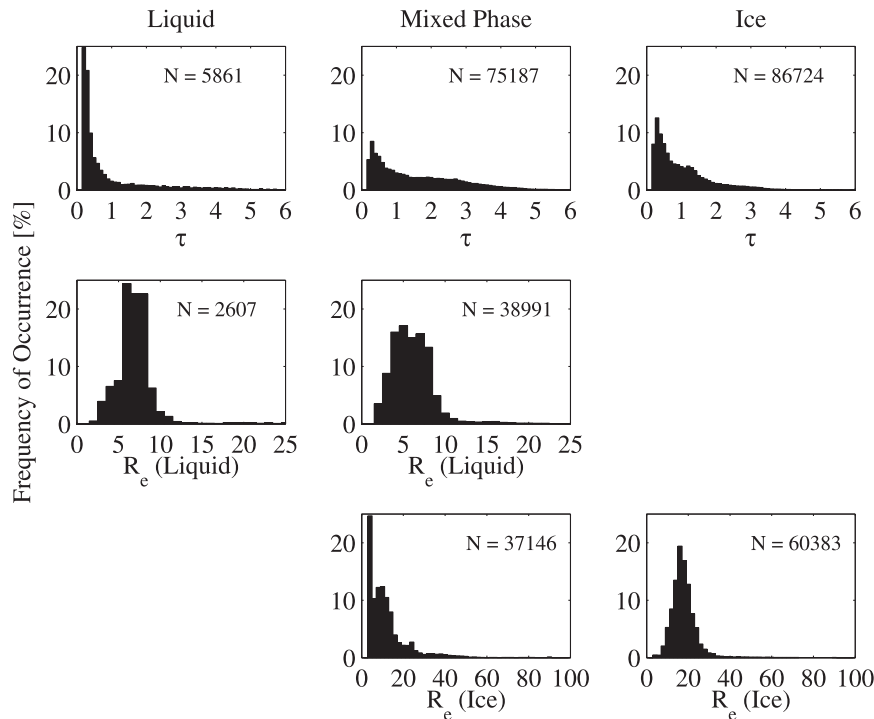 Liquid Mixed Phase Ice
Frequency of Occurrence [%]
20
10
0
N = 5861
0 1 2 3 4 5 6
τ
20
10
0
N = 75187
0 1 2 3 4 5 6
τ
20
10
0
N = 86724
0 1 2 3 4 5 6
τ
20
10
0
N = 2607
0 5 10 15 20 25
R_e (Liquid)
20
10
0
N = 38991
0 5 10 15 20 25
R_e (Liquid)
20
10
0
N = 37146
0 20 40 60 80 100
R_e (Ice)
20
10
0
N = 60383
0 20 40 60 80 100
R_e (Ice)